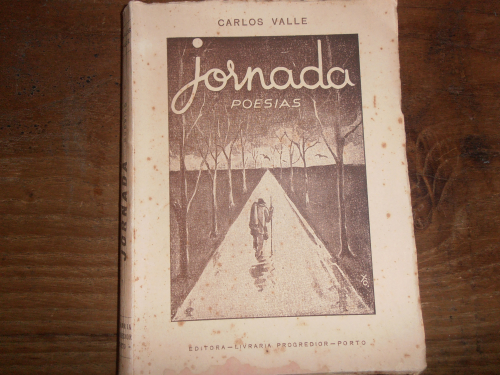 CARLOS VALLE
jornada
POESIAS
EDITORA — LIVRARIA PROGREDIOR — PORTO
JORNADA